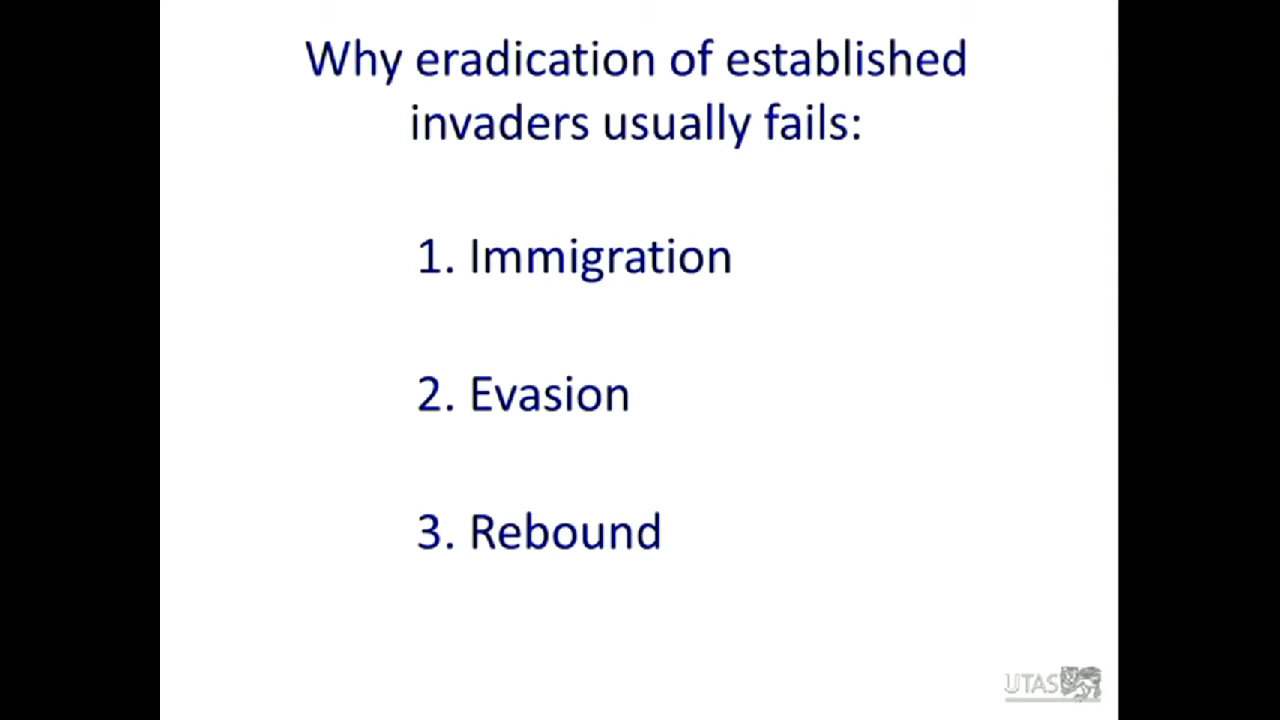 Why eradication of established
invaders usually fails:
1. Immigration
2. Evasion
3. Rebound
UTAS